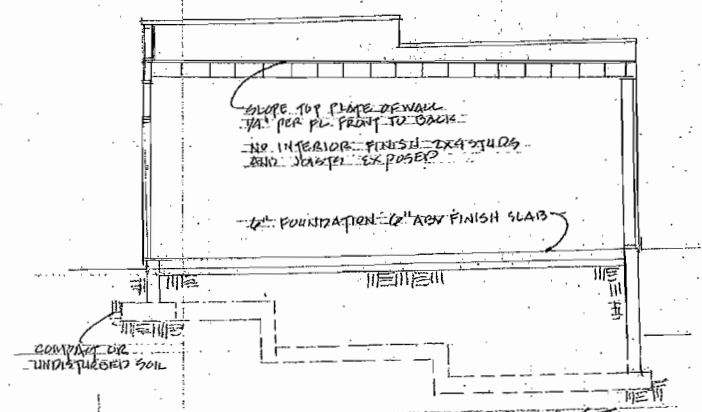 SLOPE TOP PLATE OF WALL
1/4" PER FT. FRONT TO BACK
NO INTERIOR FINISH 2X4 STUDS
AND JOISTS EXPOSED
6" FOUNDATION 6" ABV FINISH SLAB
COMPACT OR
UNDISTURBED SOIL